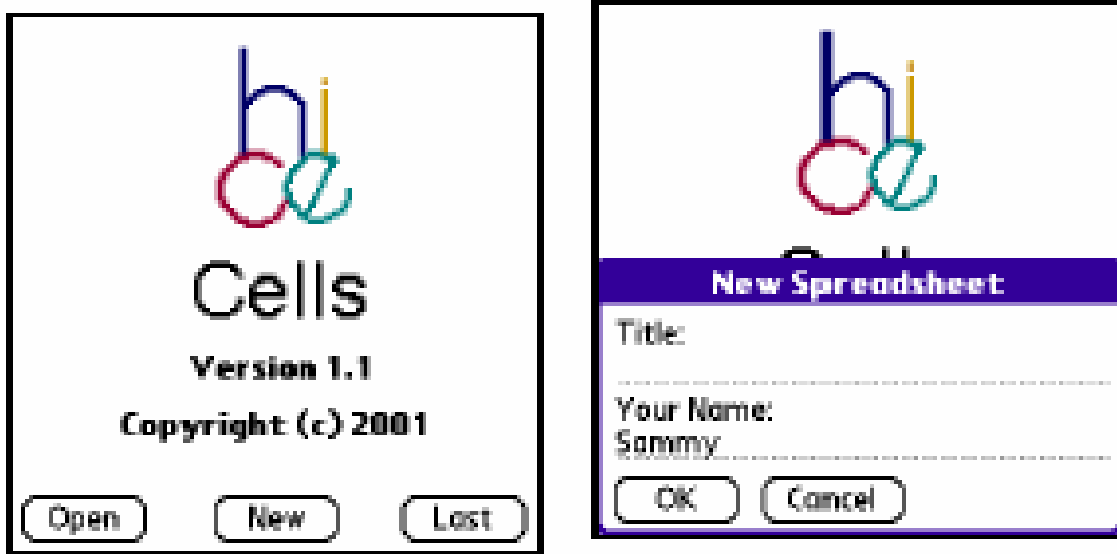 hi
ce
Cells
Version 1.1
Copyright (c) 2001
Open New Last
hi
ce
New Spreadsheet
Title:
Your Name:
Sammy
OK Cancel